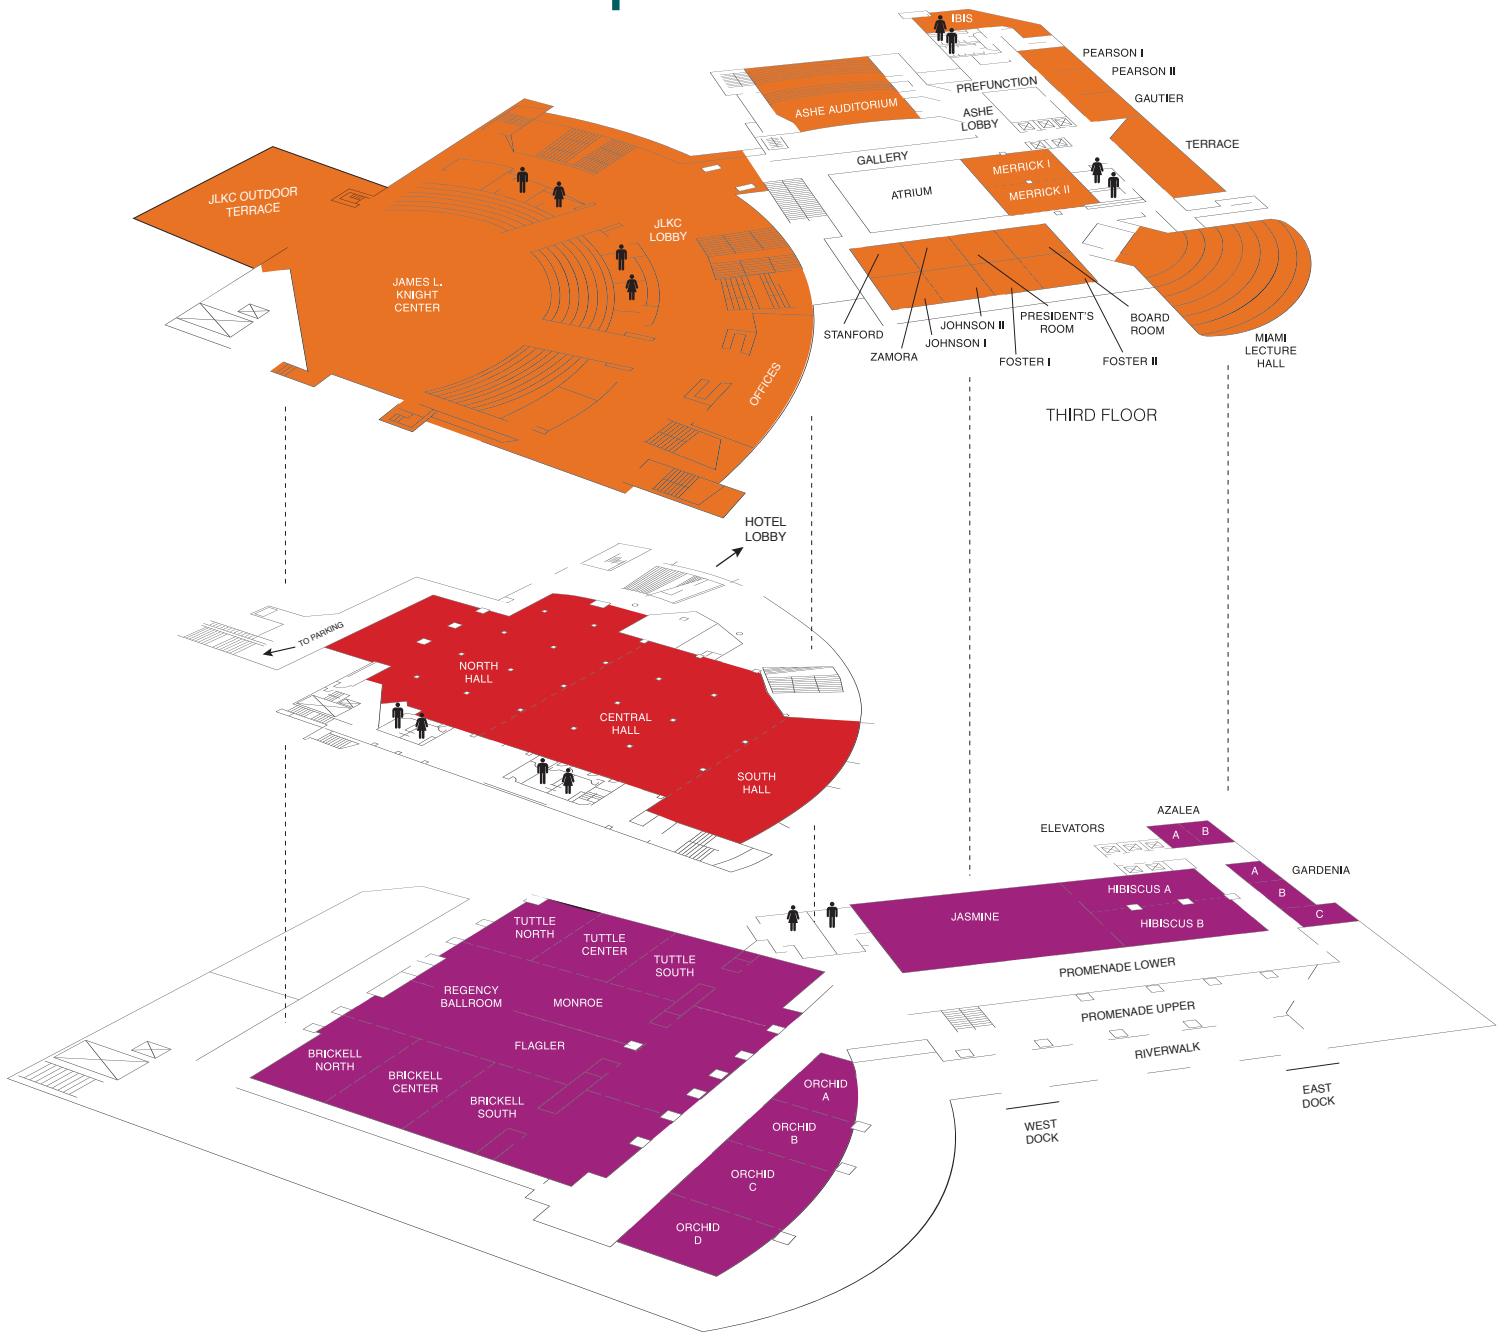 IBIS
PEARSON I
PEARSON II
GAUTIER
PREFUNCTION
ASHE AUDITORIUM
ASHE
LOBBY
TERRACE
GALLERY
MERRICK I
MERRICK II
ATRIUM
JLKC OUTDOOR
TERRACE
JLKC
LOBBY
JAMES L.
KNIGHT
CENTER
OFFICES
STANFORD
ZAMORA
JOHNSON II
JOHNSON I
PRESIDENT'S
ROOM
FOSTER I
BOARD
ROOM
FOSTER II
MIAMI
LECTURE
HALL
THIRD FLOOR
HOTEL
LOBBY
TO PARKING
NORTH
HALL
CENTRAL
HALL
SOUTH
HALL
AZALEA
A
B
ELEVATORS
GARDENIA
A
B
C
HIBISCUS A
HIBISCUS B
JASMINE
TUTTLE
NORTH
TUTTLE
CENTER
TUTTLE
SOUTH
REGENCY
BALLROOM
MONROE
FLAGLER
BRICKELL
NORTH
BRICKELL
CENTER
BRICKELL
SOUTH
PROMENADE LOWER
PROMENADE UPPER
RIVERWALK
ORCHID
A
ORCHID
B
ORCHID
C
ORCHID
D
EAST
DOCK
WEST
DOCK